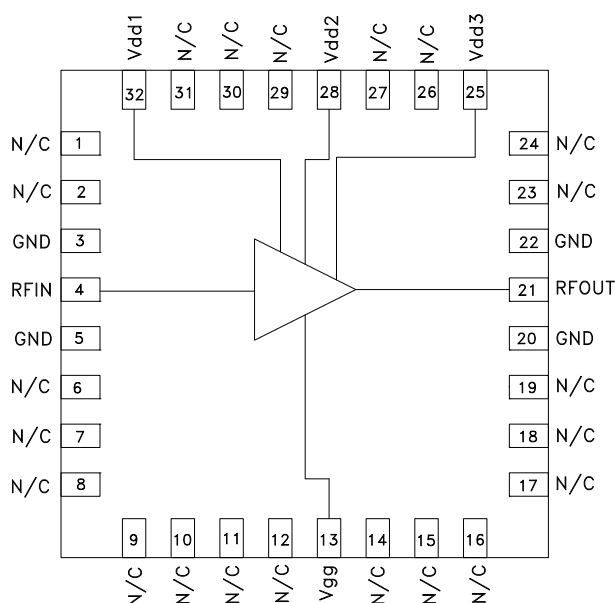 Vdd1 N/C N/C N/C Vdd2 N/C N/C Vdd3
32 31 30 29 28 27 26 25
N/C 1 24 N/C
N/C 2 23 N/C
GND 3 22 GND
RFIN 4 21 RFOUT
GND 5 20 GND
N/C 6 19 N/C
N/C 7 18 N/C
N/C 8 17 N/C
9 10 11 12 13 14 15 16
N/C N/C N/C N/C Vgg N/C N/C N/C